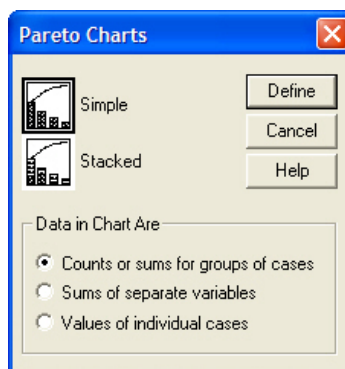 Pareto Charts
Simple
Define
Cancel
Stacked
Help
Data in Chart Are
Counts or sums for groups of cases
Sums of separate variables
Values of individual cases